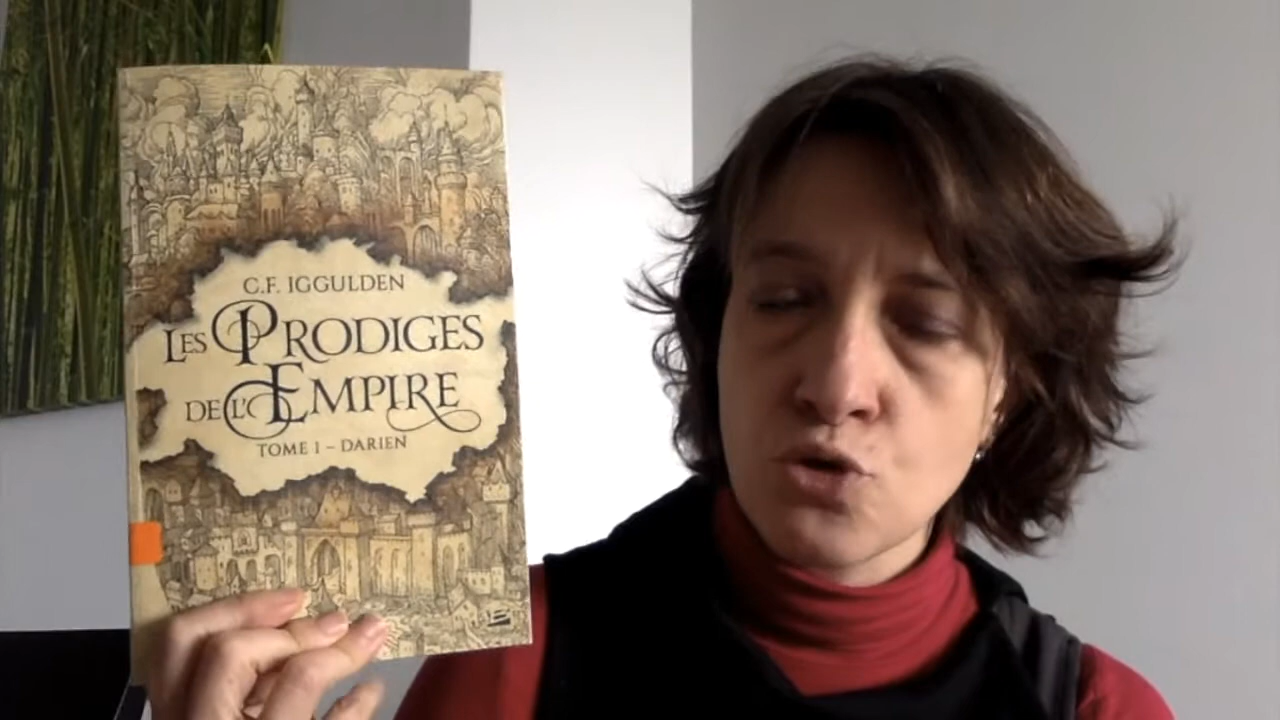 C.F. IGGULDEN
LES PRODIGES
DE L'EMPIRE
TOME 1 – DARIEN